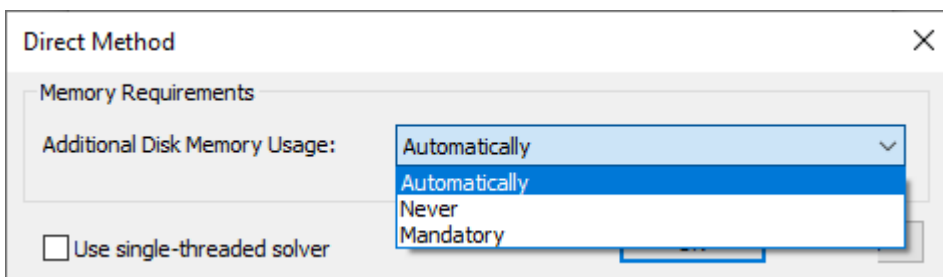 Direct Method
Memory Requirements
Additional Disk Memory Usage: Automatically
Automatically
Never
Mandatory
Use single-threaded solver